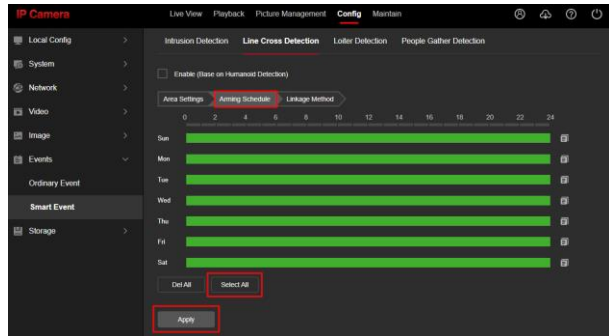 IP Camera
Live View Playback Picture Management Config Maintain
Local Config
System
Network
Video
Image
Events
Ordinary Event
Smart Event
Storage
Intrusion Detection Line Cross Detection Loiter Detection People Gather Detection
Enable (Base on Humanoid Detection)
Area Settings Arming Schedule Linkage Method
0 2 4 6 8 10 12 14 16 18 20 22 24
Sun
Mon
Tue
Wed
Thu
Fri
Sat
Del All Select All
Apply